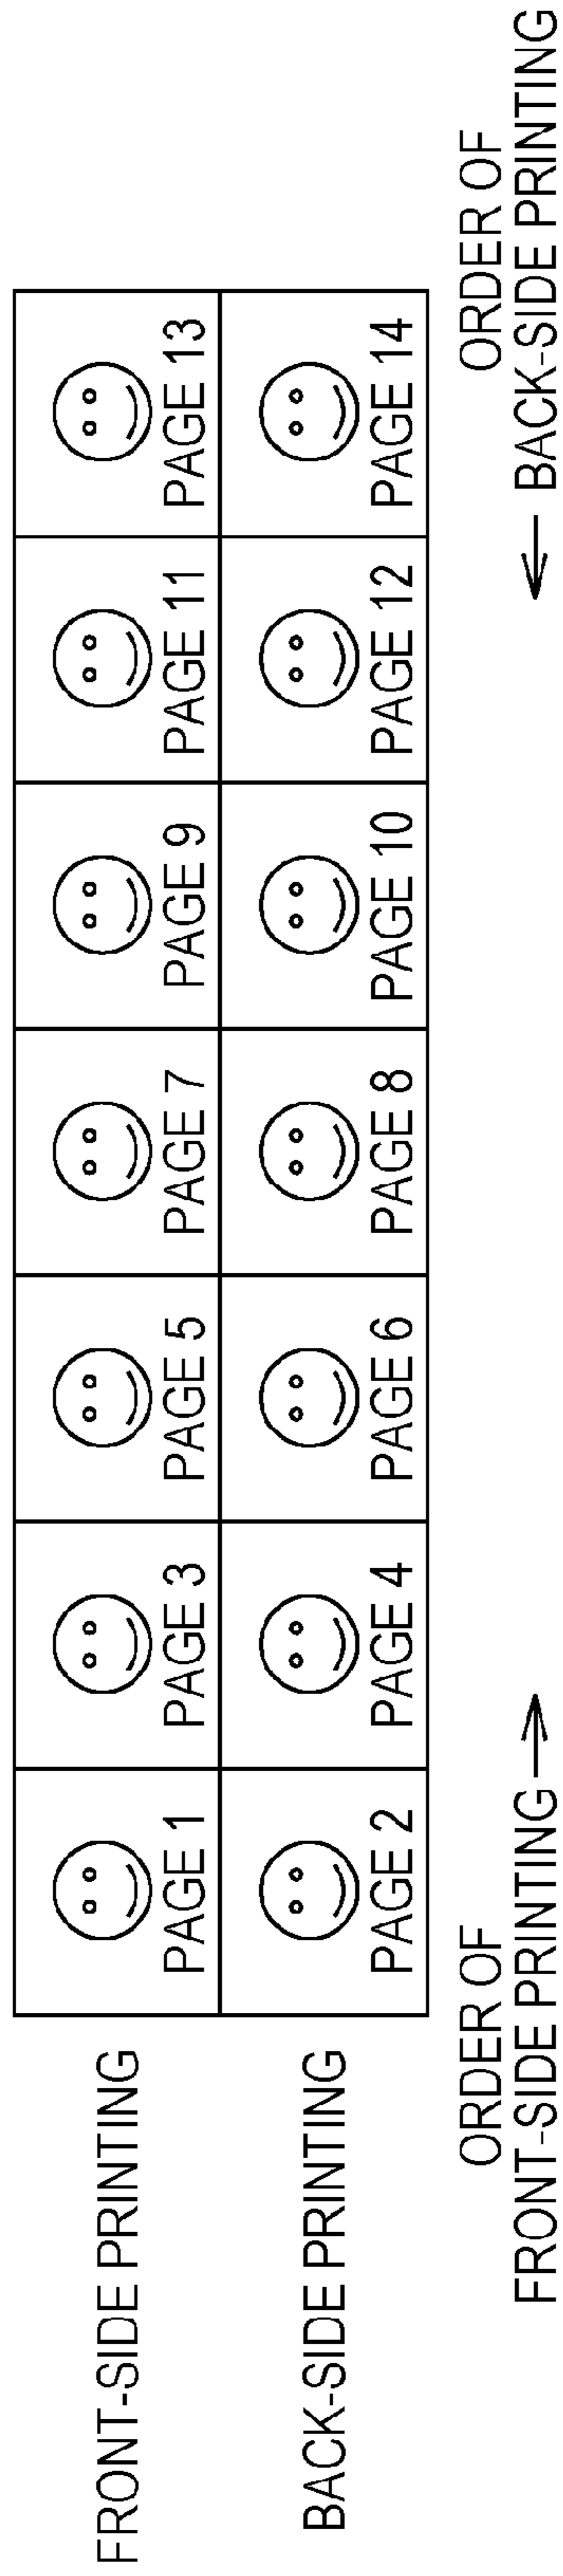 FRONT-SIDE PRINTING
PAGE 1
PAGE 3
PAGE 5
PAGE 7
PAGE 9
PAGE 11
PAGE 13
BACK-SIDE PRINTING
PAGE 2
PAGE 4
PAGE 6
PAGE 8
PAGE 10
PAGE 12
PAGE 14
ORDER OF
FRONT-SIDE PRINTING →
ORDER OF
← BACK-SIDE PRINTING